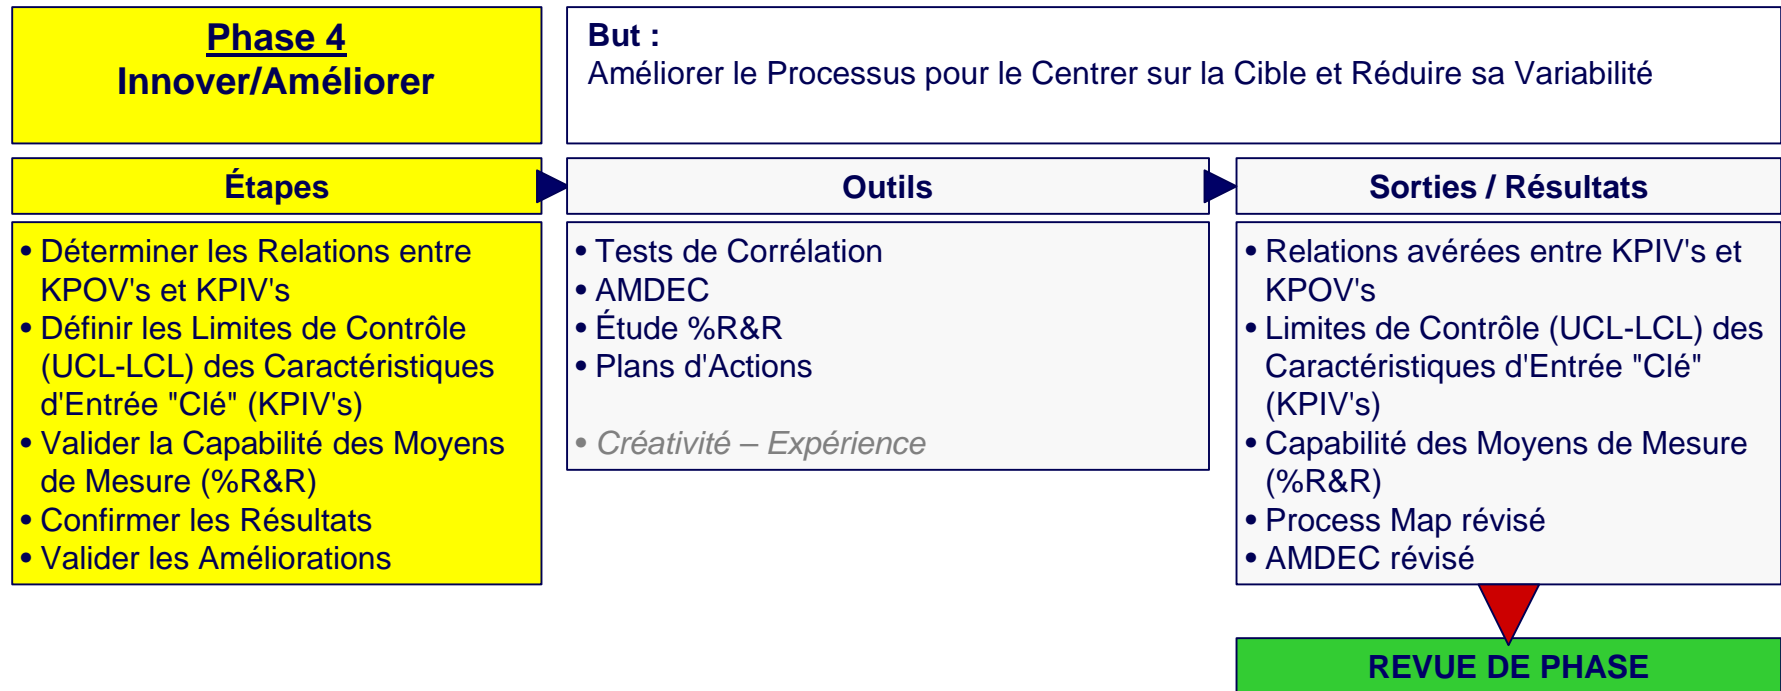 Phase 4
Innover/Améliorer
But :
Améliorer le Processus pour le Centrer sur la Cible et Réduire sa Variabilité
Étapes
Outils
Sorties / Résultats
• Déterminer les Relations entre
KPOV's et KPIV's
• Définir les Limites de Contrôle
(UCL-LCL) des Caractéristiques
d'Entrée "Clé" (KPIV's)
• Valider la Capabilité des Moyens
de Mesure (%R&R)
• Confirmer les Résultats
• Valider les Améliorations
• Tests de Corrélation
• AMDEC
• Étude %R&R
• Plans d'Actions
• Créativité – Expérience
• Relations avérées entre KPIV's et
KPOV's
• Limites de Contrôle (UCL-LCL) des
Caractéristiques d'Entrée "Clé"
(KPIV's)
• Capabilité des Moyens de Mesure
(%R&R)
• Process Map révisé
• AMDEC révisé
REVUE DE PHASE